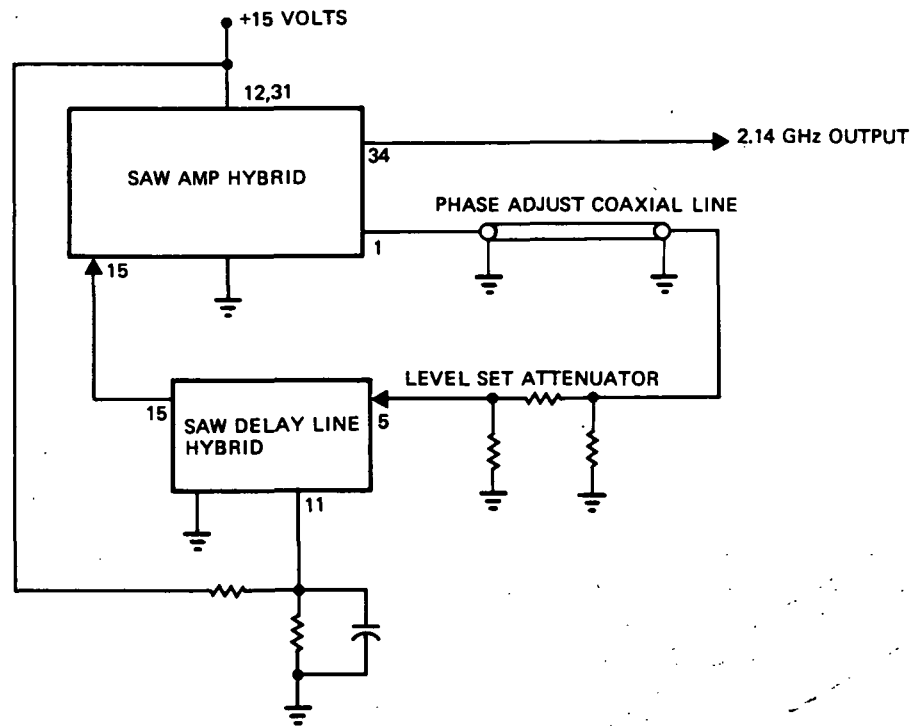 +15 VOLTS
12,31
34
2.14 GHz OUTPUT
SAW AMP HYBRID
PHASE ADJUST COAXIAL LINE
1
15
LEVEL SET ATTENUATOR
15
5
SAW DELAY LINE
HYBRID
11